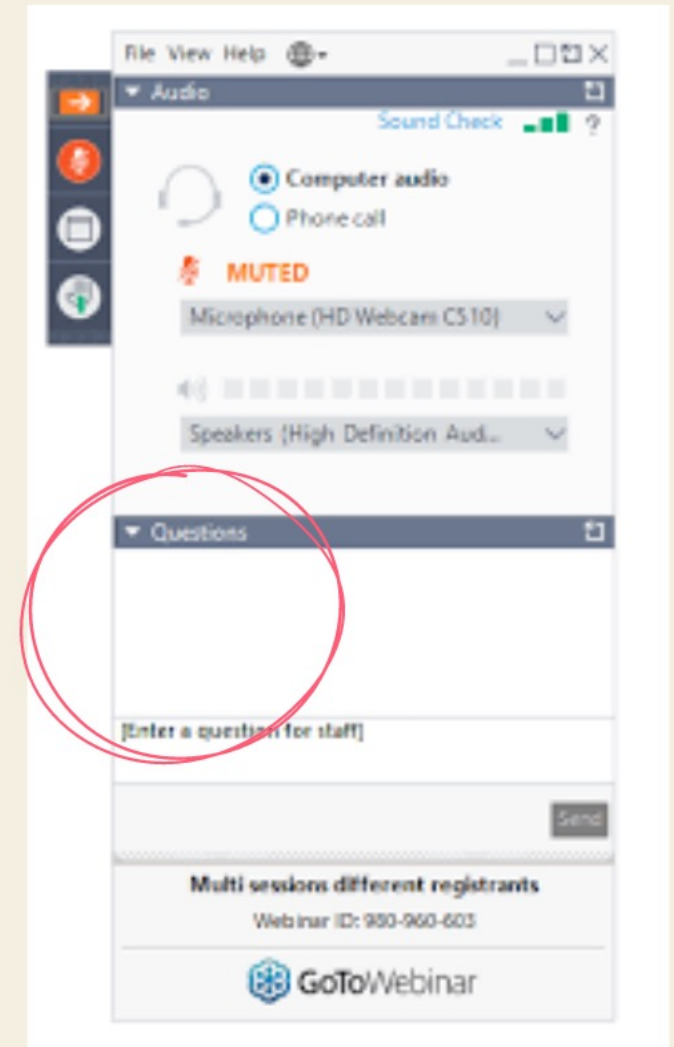 File View Help
Audio
Sound Check ?
Computer audio
Phone call
MUTED
Microphone (HD Webcam C510)
Speakers (High Definition Aud...
Questions
[Enter a question for staff]
Send
Multi sessions different registrants
Webinar ID: 980-960-603
GoToWebinar